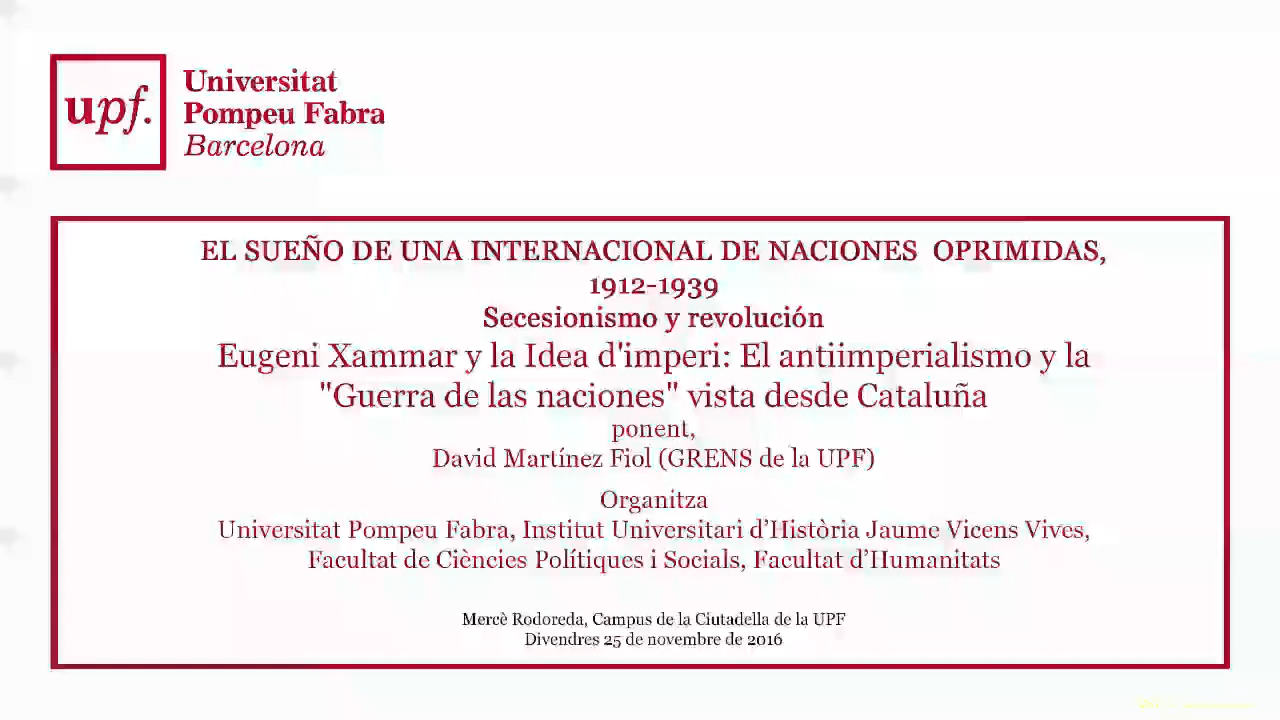 upf.
Universitat
Pompeu Fabra
Barcelona
EL SUEÑO DE UNA INTERNACIONAL DE NACIONES OPRIMIDAS,
1912-1939
Secesionismo y revolución
Eugeni Xammar y la Idea d'imperi: El antiimperialismo y la
"Guerra de las naciones" vista desde Cataluña
ponent,
David Martínez Fiol (GRENS de la UPF)
Organitza
Universitat Pompeu Fabra, Institut Universitari d’Història Jaume Vicens Vives,
Facultat de Ciències Polítiques i Socials, Facultat d’Humanitats
Mercè Rodoreda, Campus de la Ciutadella de la UPF
Divendres 25 de novembre de 2016